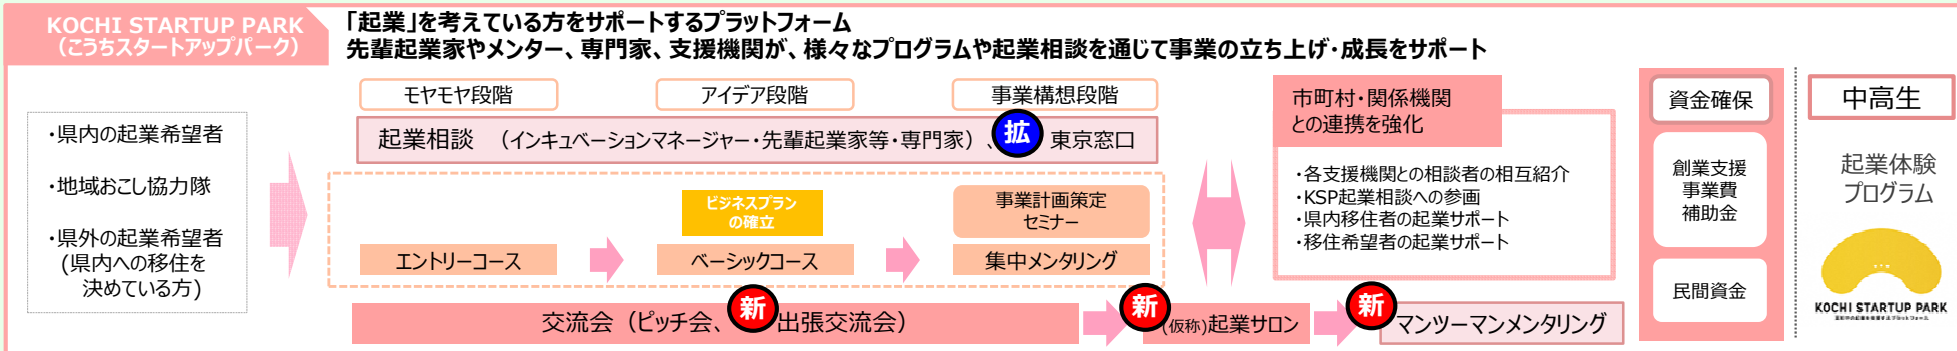 KOCHI STARTUP PARK
（こうちスタートアップパーク）
「起業」を考えている方をサポートするプラットフォーム
先輩起業家やメンター、専門家、支援機関が、様々なプログラムや起業相談を通じて事業の立ち上げ・成長をサポート
・県内の起業希望者
・地域おこし協力隊
・県外の起業希望者
(県内への移住を
決めている方)
モヤモヤ段階
アイデア段階
事業構想段階
起業相談　（インキュベーションマネージャー・先輩起業家等・専門家）、拡 東京窓口
ビジネスプラン
の確立
事業計画策定
セミナー
エントリーコース
ベーシックコース
集中メンタリング
交流会（ピッチ会、新 出張交流会）
新
(仮称)起業サロン
新
マンツーマンメンタリング
市町村・関係機関
との連携を強化
・各支援機関との相談者の相互紹介
・KSP起業相談への参画
・県内移住者の起業サポート
・移住希望者の起業サポート
資金確保
創業支援
事業費
補助金
民間資金
中高生
起業体験
プログラム
KOCHI STARTUP PARK